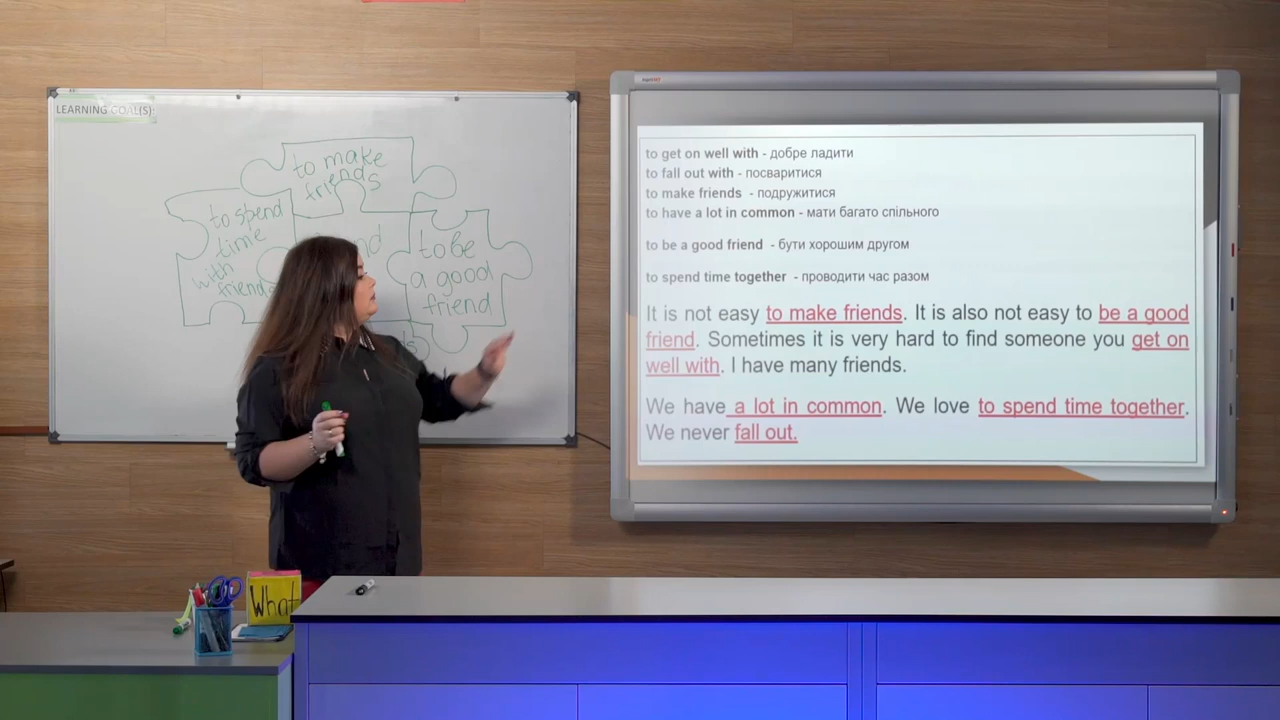 LEARNING GOAL(S):
to make
friends
to spend
time
with
friend
to be
a good
friend
to get on well with - добре ладити
to fall out with - посваритися
to make friends - подружитися
to have a lot in common - мати багато спільного
to be a good friend - бути хорошим другом
to spend time together - проводити час разом
It is not easy to make friends. It is also not easy to be a good
friend. Sometimes it is very hard to find someone you get on
well with. I have many friends.
We have a lot in common. We love to spend time together.
We never fall out.
What